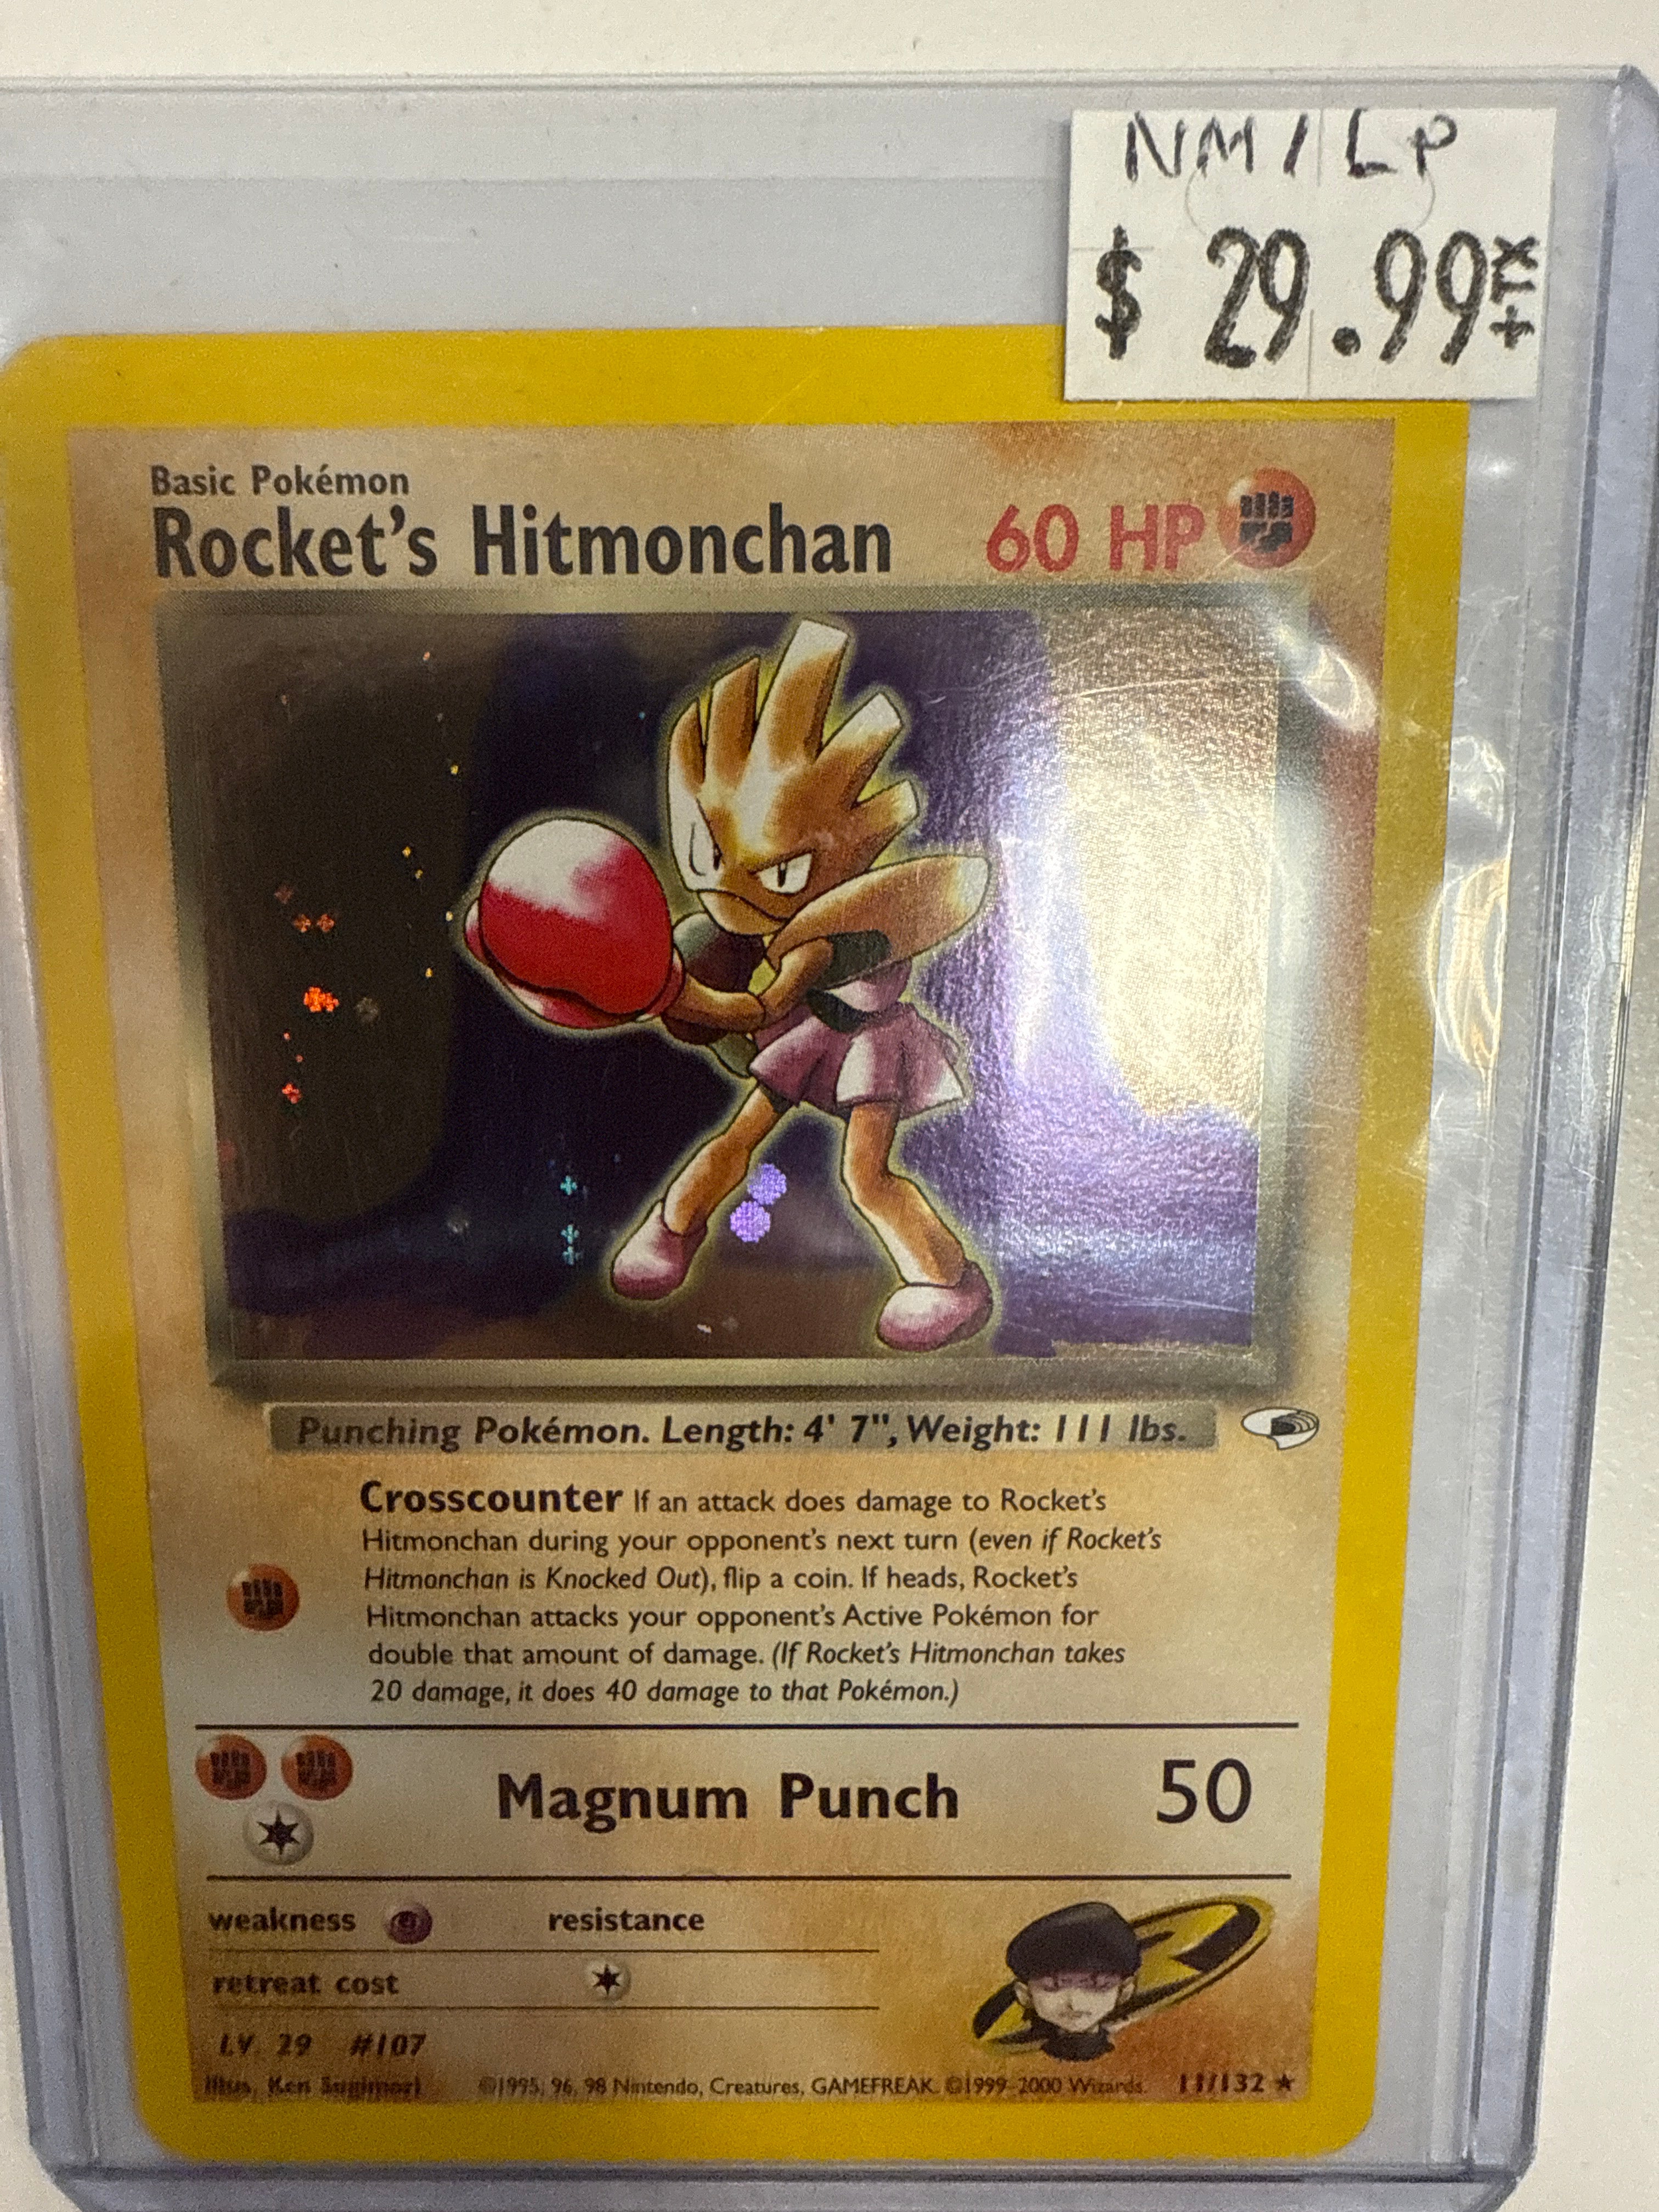 NM/LP
$ 29.99 +TX
Basic Pokémon
Rocket's Hitmonchan 60 HP
Punching Pokémon. Length: 4' 7", Weight: 111 lbs.
Crosscounter If an attack does damage to Rocket's
Hitmonchan during your opponent's next turn (even if Rocket's
Hitmonchan is Knocked Out), flip a coin. If heads, Rocket's
Hitmonchan attacks your opponent's Active Pokémon for
double that amount of damage. (If Rocket's Hitmonchan takes
20 damage, it does 40 damage to that Pokémon.)
Magnum Punch 50
weakness resistance
retreat cost
LV. 29 #107
Illus. Ken Sugimori ©1995, 96, 98 Nintendo, Creatures, GAMEFREAK. ©1999-2000 Wizards. 11/132 ★